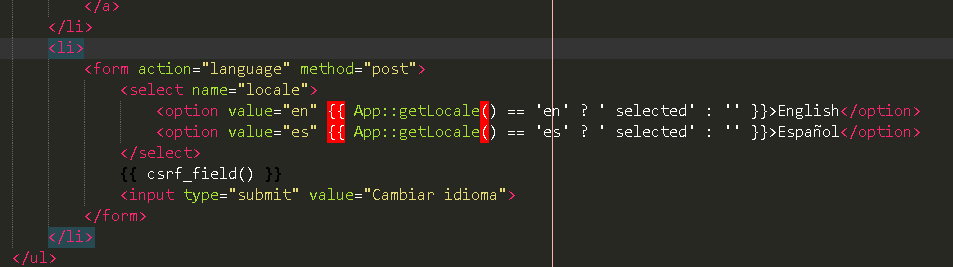 </a>
</li>
<li>
<form action="language" method="post">
<select name="locale">
<option value="en" {{ App::getLocale() == 'en' ? ' selected' : '' }}>English</option>
<option value="es" {{ App::getLocale() == 'es' ? ' selected' : '' }}>Español</option>
</select>
{{ csrf_field() }}
<input type="submit" value="Cambiar idioma">
</form>
</li>
</ul>